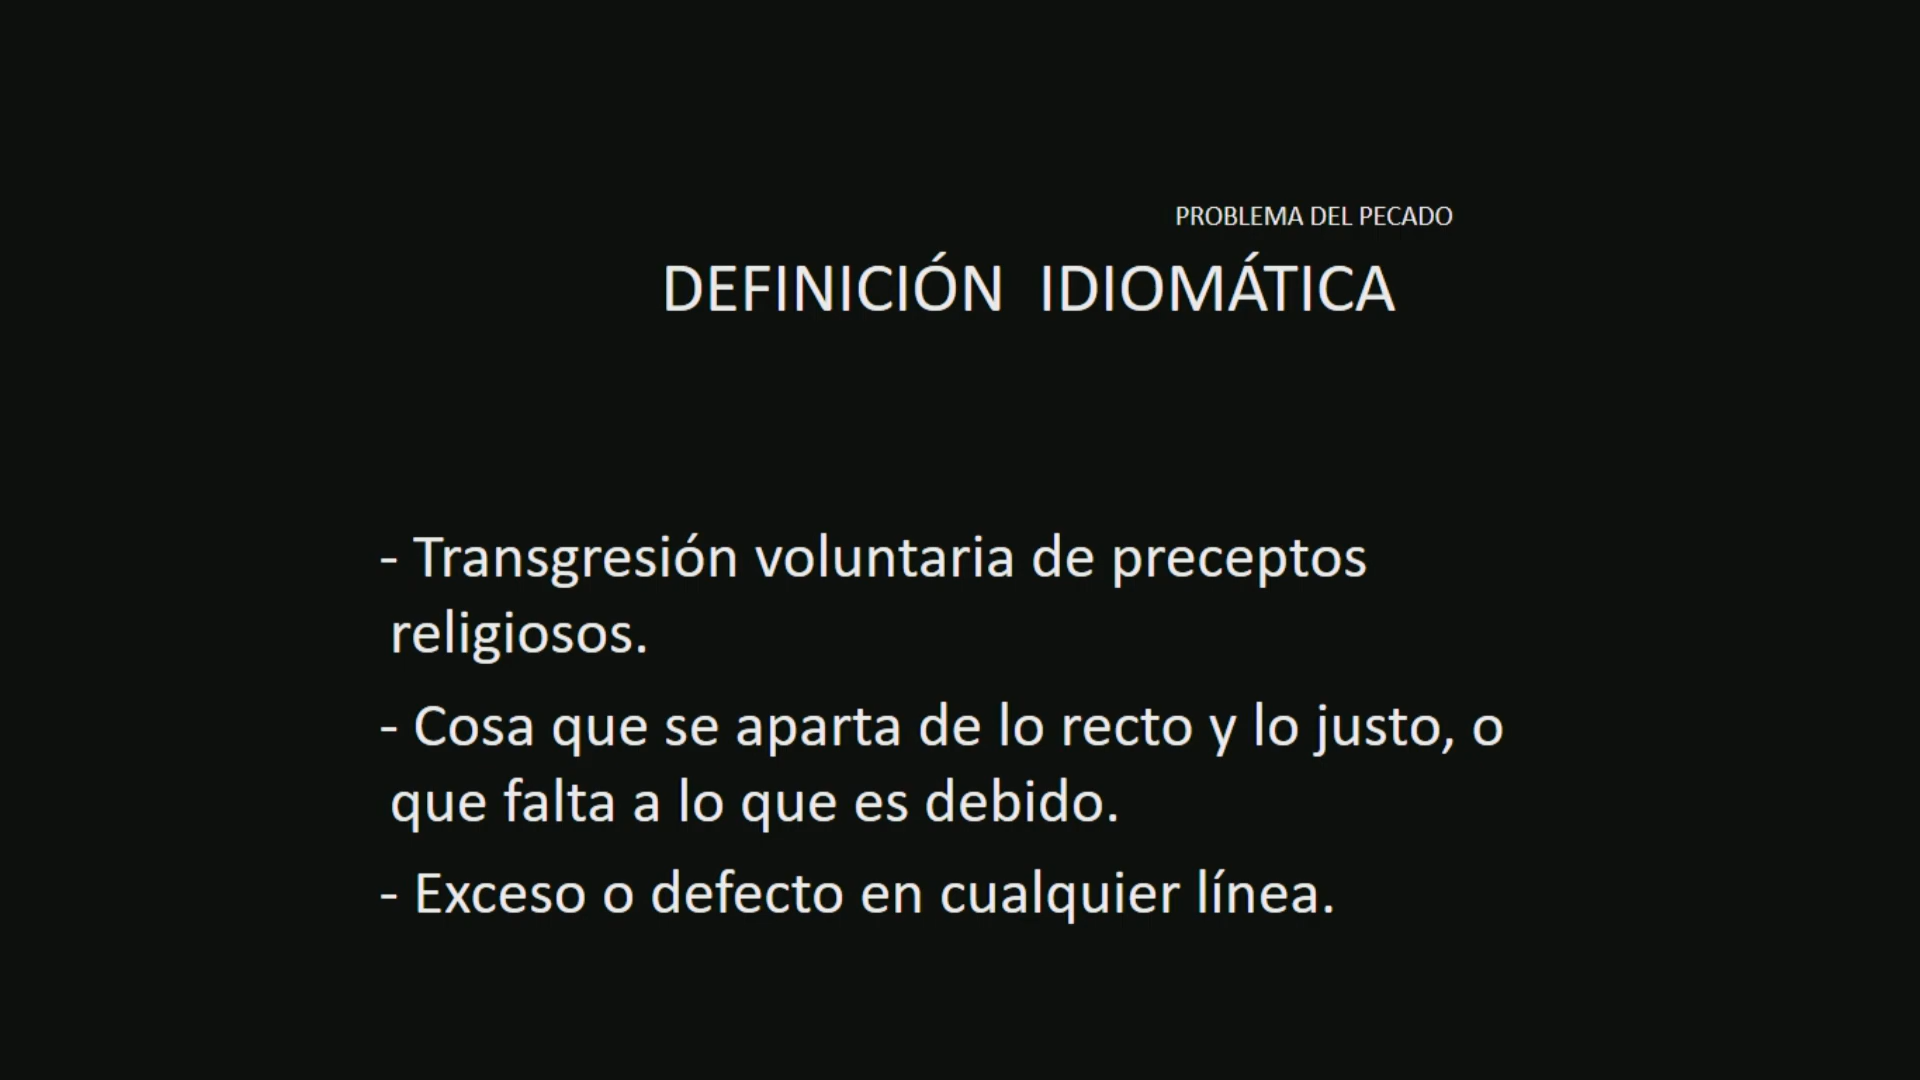 PROBLEMA DEL PECADO
DEFINICIÓN IDIOMÁTICA
- Transgresión voluntaria de preceptos
religiosos.
- Cosa que se aparta de lo recto y lo justo, o
que falta a lo que es debido.
- Exceso o defecto en cualquier línea.